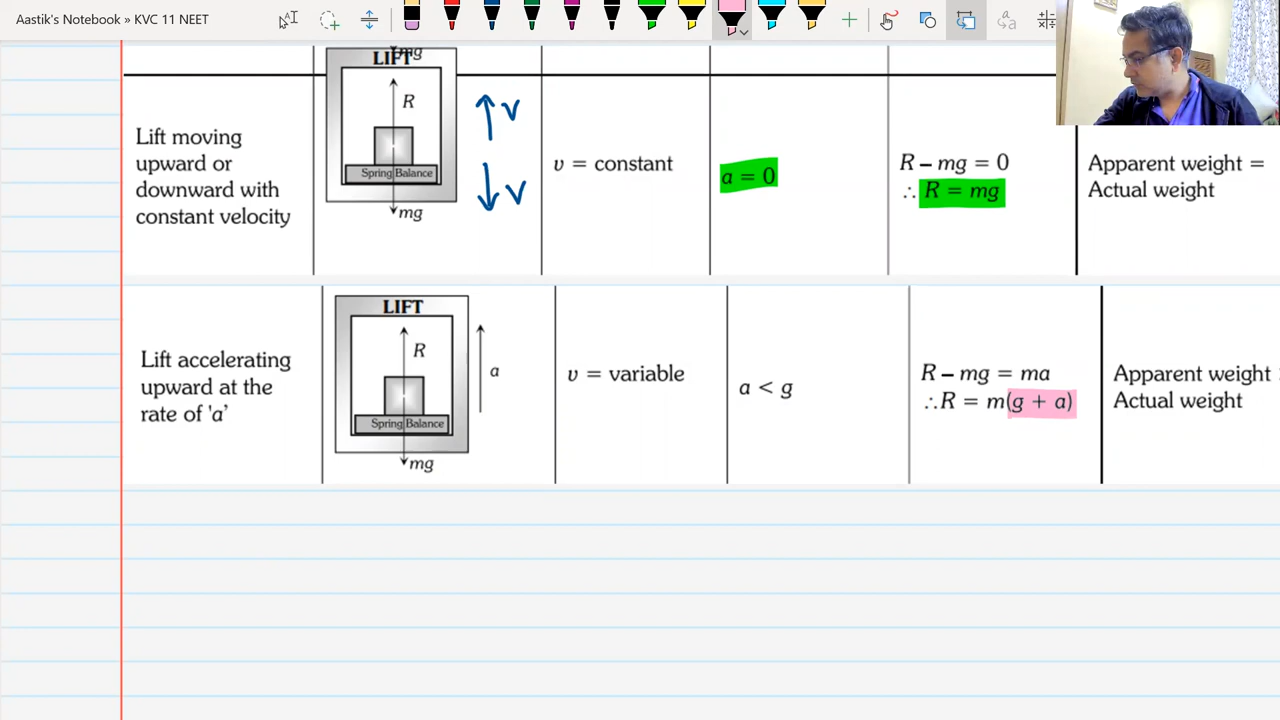 Aastik's Notebook » KVC 11 NEET
mg
LIFT
R
Spring Balance
mg
v
v
Lift moving
upward or
downward with
constant velocity
υ = constant
a = 0
R – mg = 0
∴ R = mg
Apparent weight =
Actual weight
LIFT
R
a
Spring Balance
mg
Lift accelerating
upward at the
rate of 'a'
υ = variable
a < g
R – mg = ma
∴R = m(g + a)
Apparent weight
Actual weight